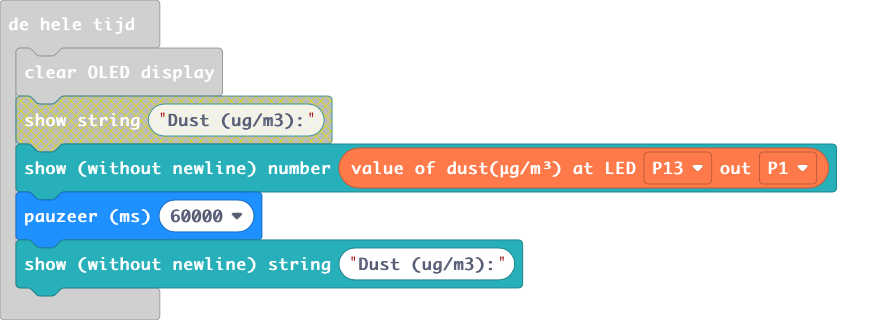 de hele tijd
clear OLED display
show string "Dust (ug/m3):"
show (without newline) number value of dust(μg/m³) at LED P13 out P1
pauzeer (ms) 60000
show (without newline) string "Dust (ug/m3):"